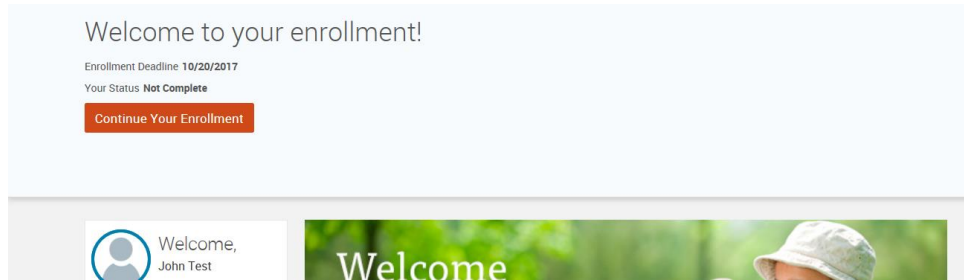 Welcome to your enrollment!
Enrollment Deadline 10/20/2017
Your Status Not Complete
Continue Your Enrollment
Welcome,
John Test
Welcome